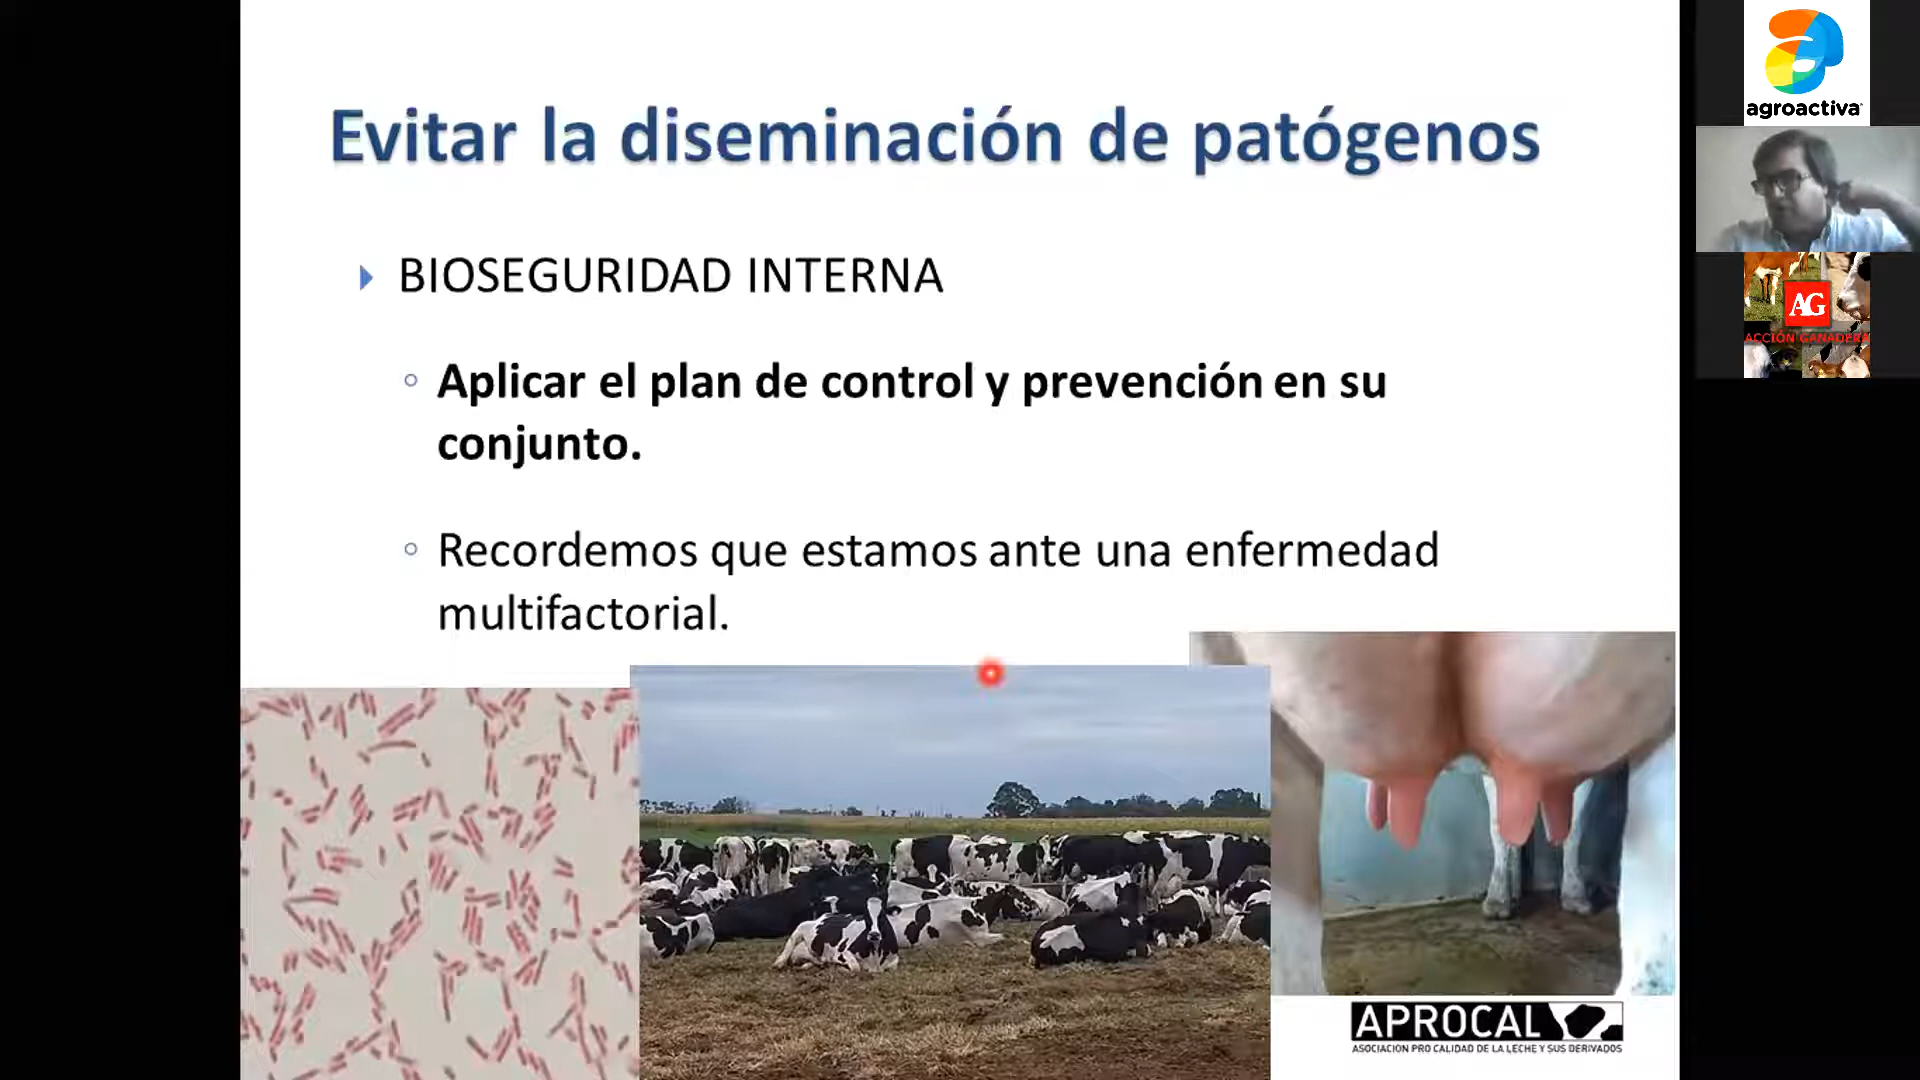 Evitar la diseminación de patógenos
BIOSEGURIDAD INTERNA
Aplicar el plan de control y prevención en su
conjunto.
Recordemos que estamos ante una enfermedad
multifactorial.
APROCAL
ASOCIACION PRO CALIDAD DE LA LECHE Y SUS DERIVADOS
agroactiva
AG
ACCIÓN GANADERA